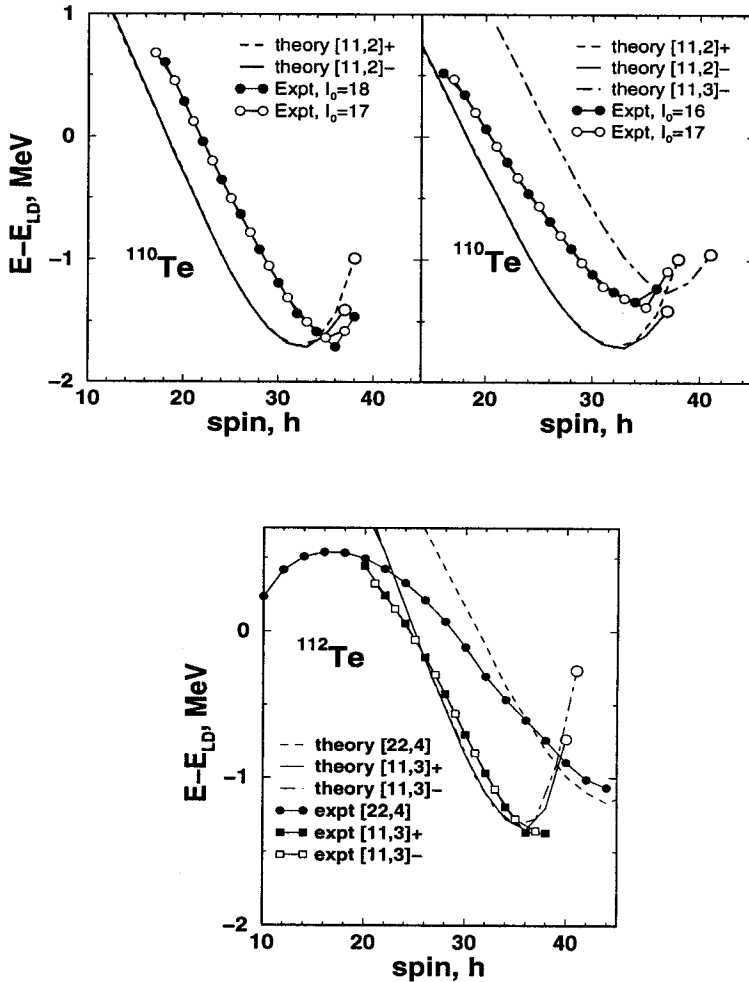 theory [11,2]+
theory [11,2]−
Expt, I₀=18
Expt, I₀=17
¹¹⁰Te
E−E_LD, MeV
1
0
−1
−2
10
20
30
40
spin, h
theory [11,2]+
theory [11,2]−
theory [11,3]−
Expt, I₀=16
Expt, I₀=17
¹¹⁰Te
20
30
40
spin, h
¹¹²Te
theory [22,4]
theory [11,3]+
theory [11,3]−
expt [22,4]
expt [11,3]+
expt [11,3]−
E−E_LD, MeV
0
−1
−2
10
20
30
40
spin, h